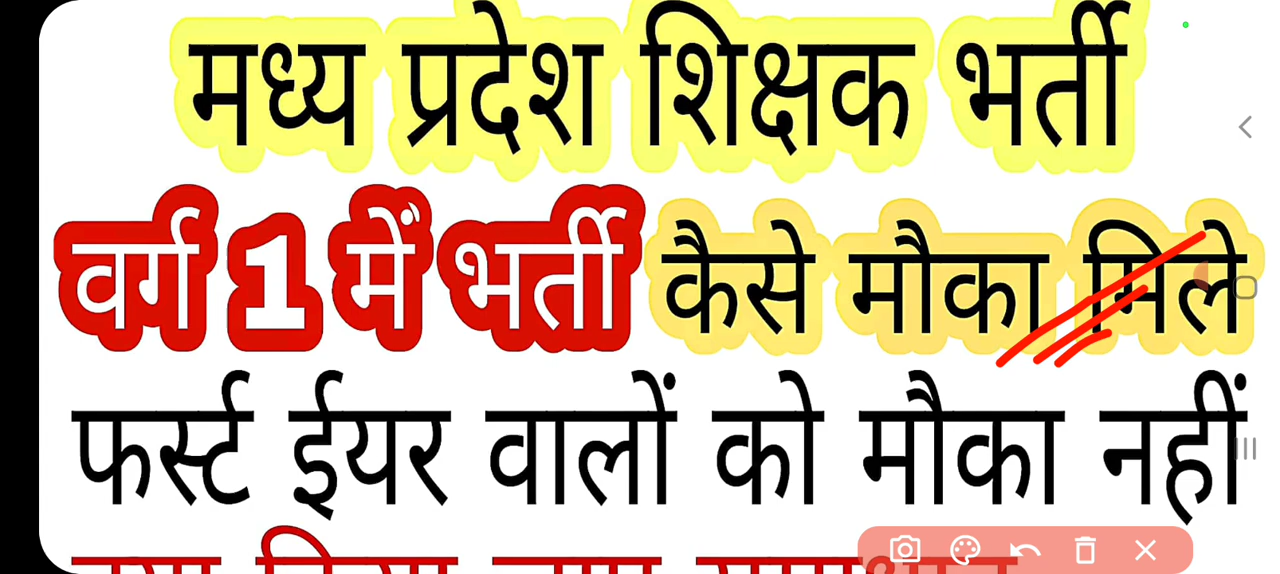 मध्य प्रदेश शिक्षक भर्ती
वर्ग 1 में भर्ती कैसे मौका मिले
फर्स्ट ईयर वालों को मौका नहीं